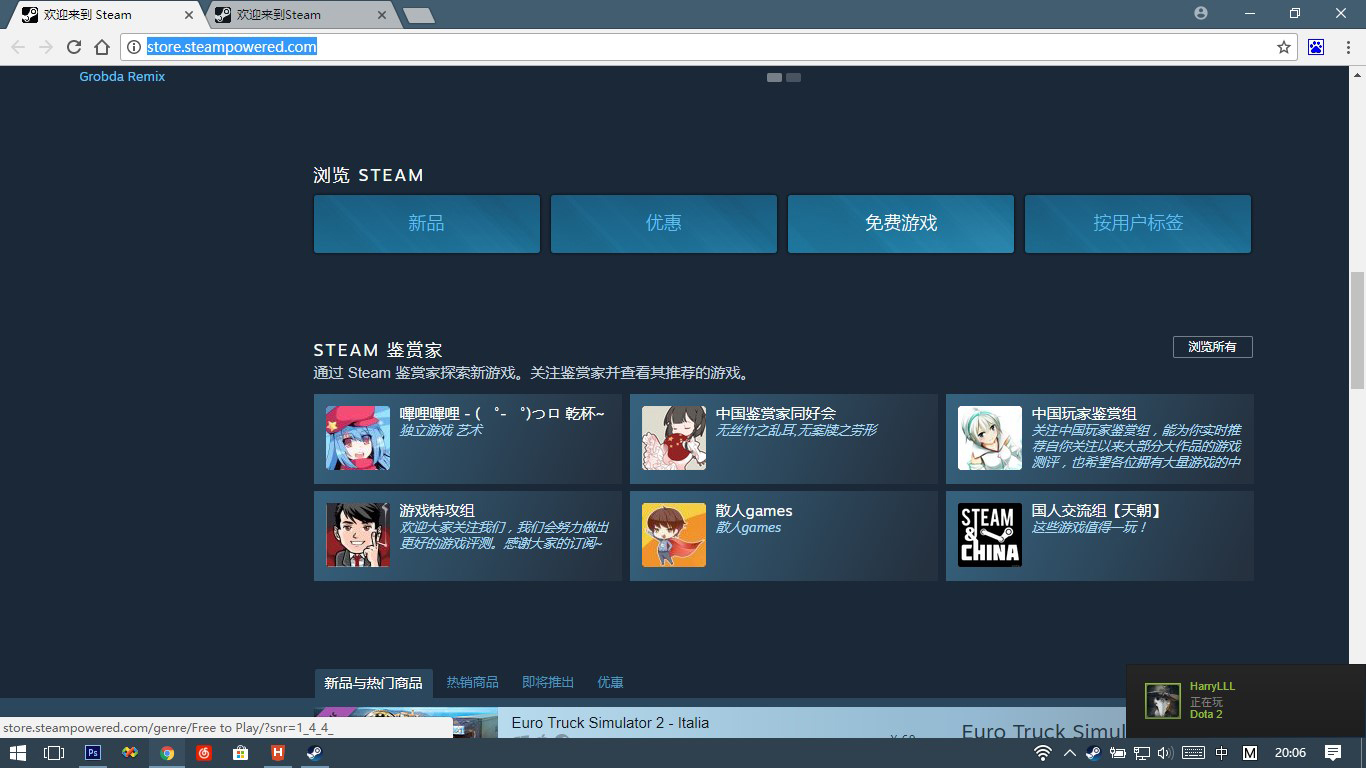 欢迎来到 Steam
欢迎来到Steam
store.steampowered.com
Grobda Remix
浏览 STEAM
新品
优惠
免费游戏
按用户标签
STEAM 鉴赏家
浏览所有
通过 Steam 鉴赏家探索新游戏。关注鉴赏家并查看其推荐的游戏。
嗶哩嗶哩 - ( ゜- ゜)つロ 乾杯~
独立游戏 艺术
中国鉴赏家同好会
无丝竹之乱耳,无案牍之劳形
中国玩家鉴赏组
关注中国玩家鉴赏组，能为你实时推
荐自你关注以来大部分大作品的游戏
测评，也希望各位拥有大量游戏的中
游戏特攻组
欢迎大家关注我们，我们会努力做出
更好的游戏评测。感谢大家的订阅~
散人games
散人games
STEAM
&
CHINA
国人交流组【天朝】
这些游戏值得一玩！
新品与热门商品
热销商品
即将推出
优惠
Euro Truck Simulator 2 - Italia
Euro Truck Simul
HarryLLL
正在玩
Dota 2
store.steampowered.com/genre/Free to Play/?snr=1_4_4_
Ps
H
中
M
20:06